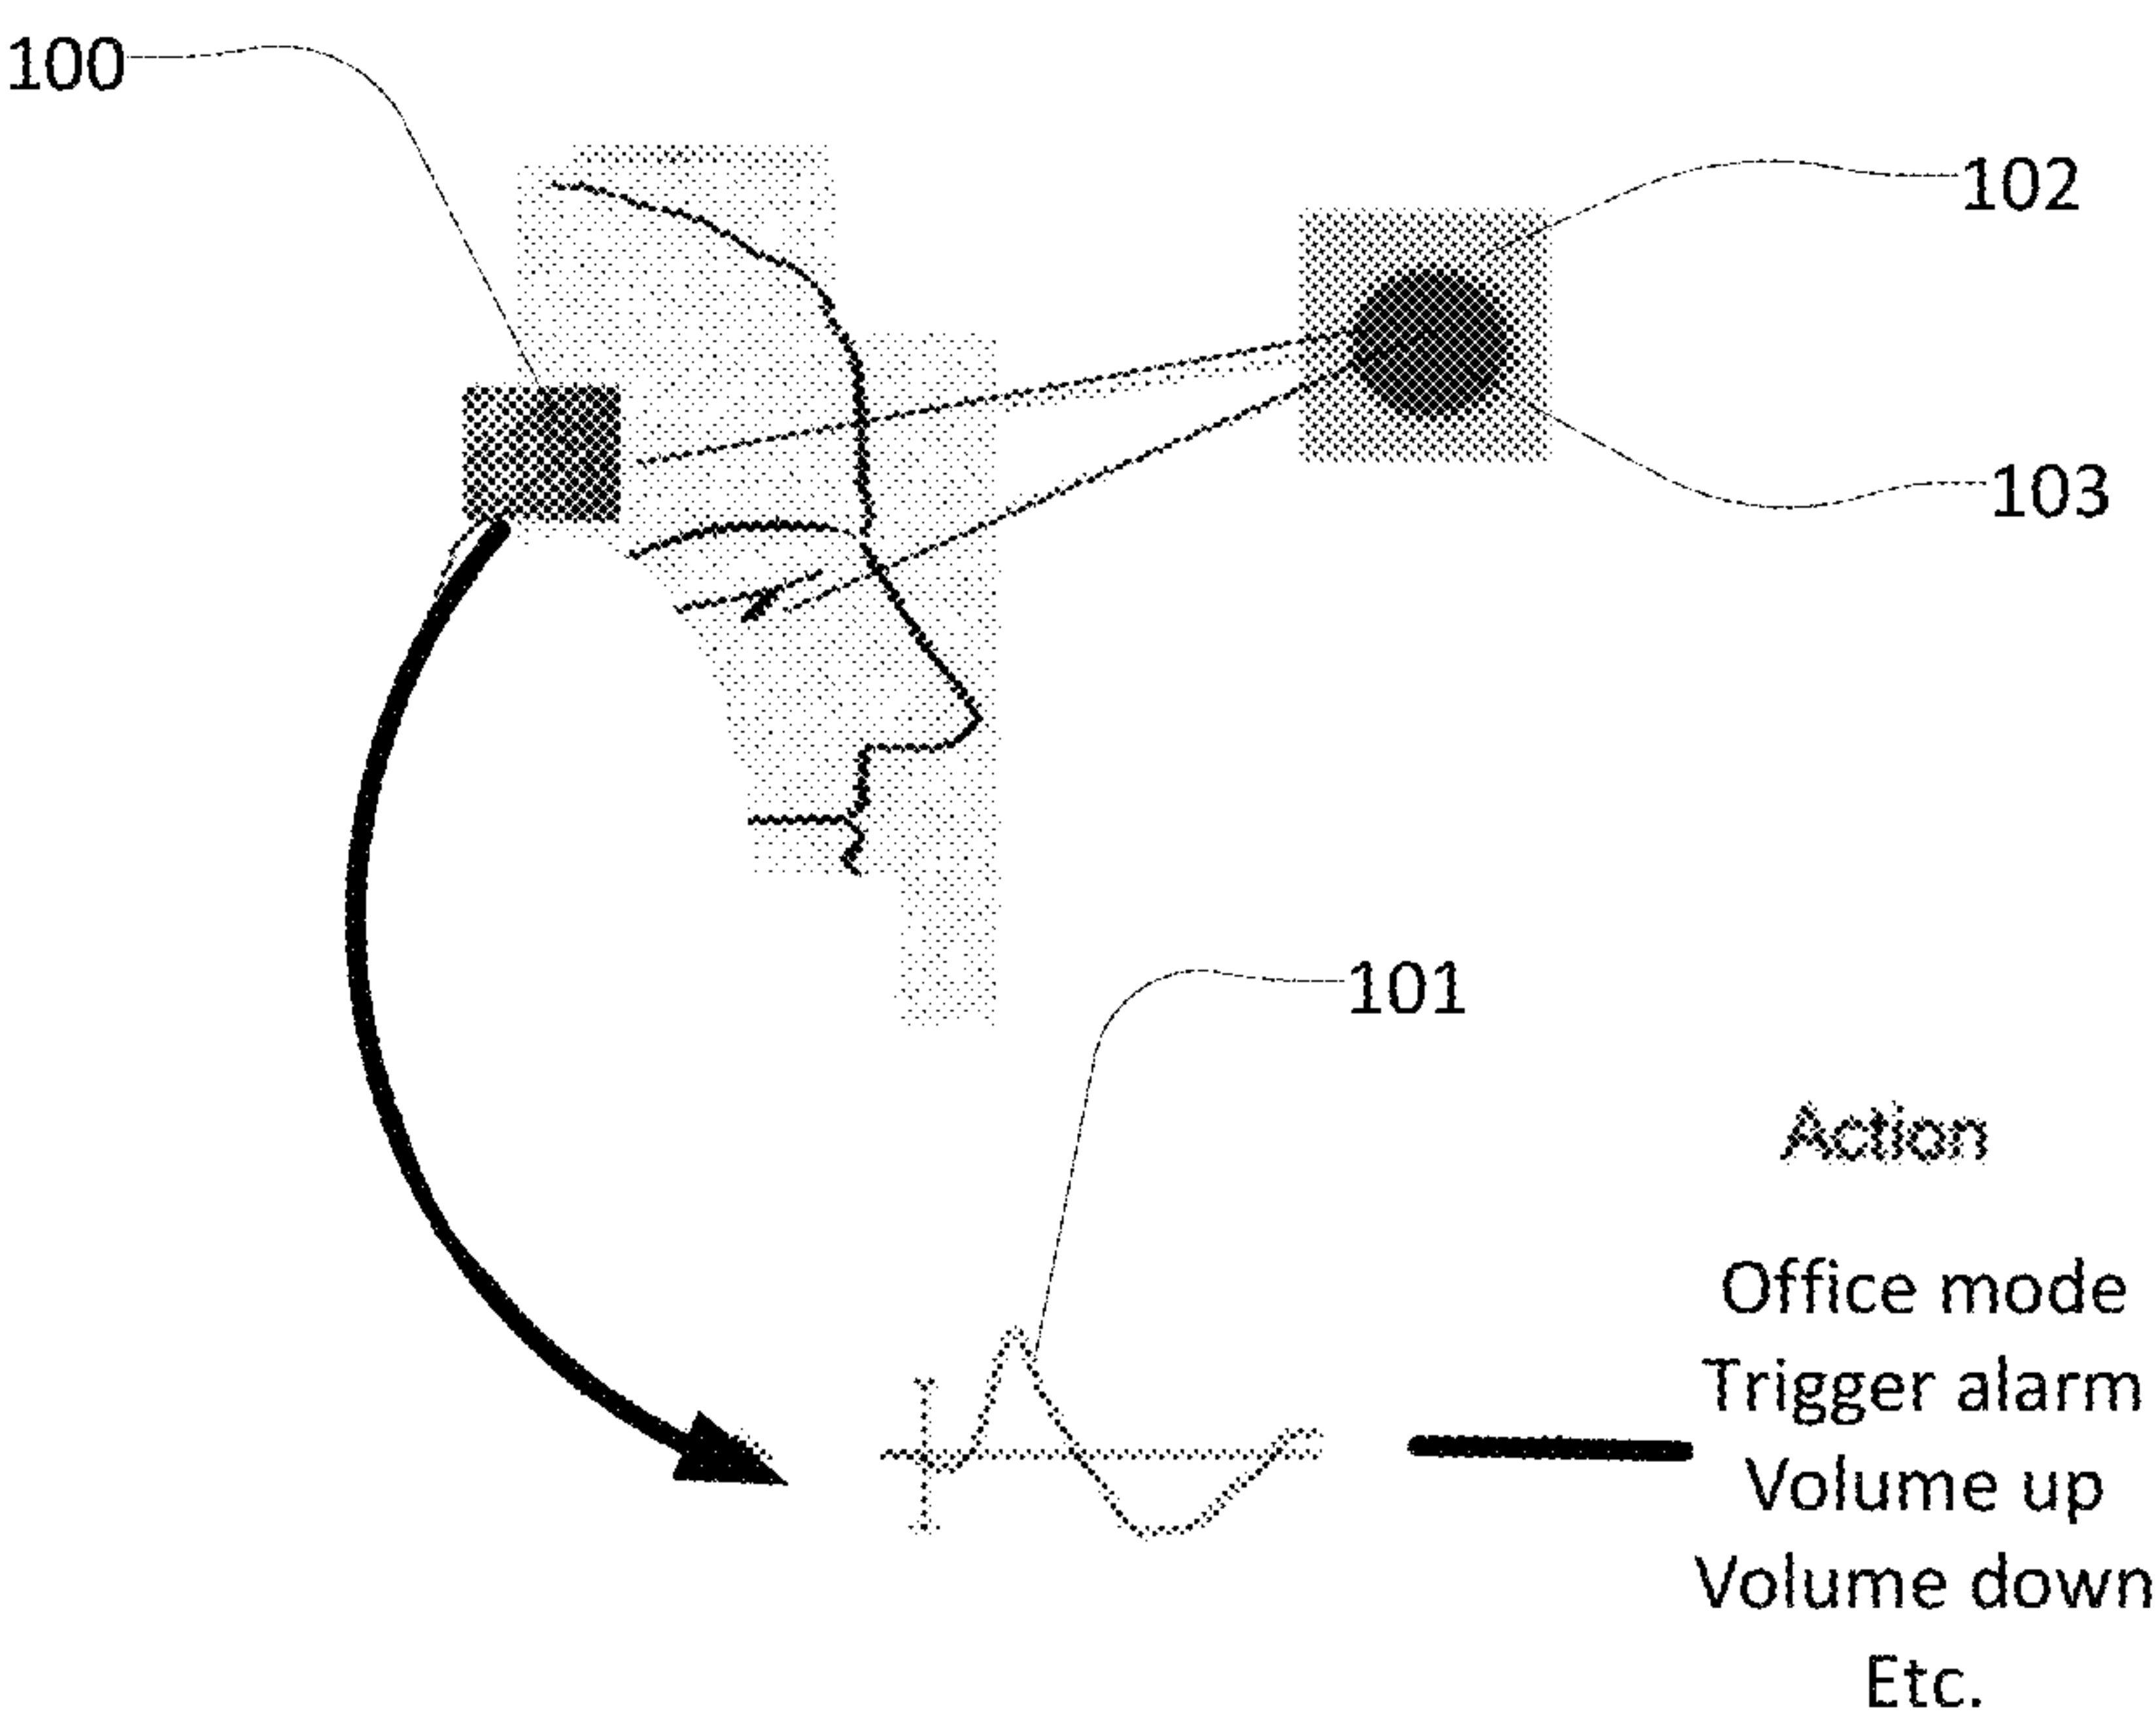 100
102
103
101
Action
Office mode
Trigger alarm
Volume up
Volume down
Etc.